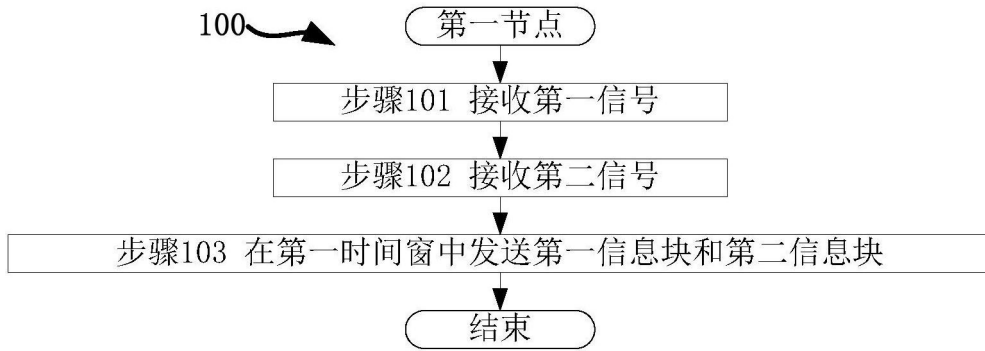 100
第一节点
步骤101 接收第一信号
步骤102 接收第二信号
步骤103 在第一时间窗中发送第一信息块和第二信息块
结束